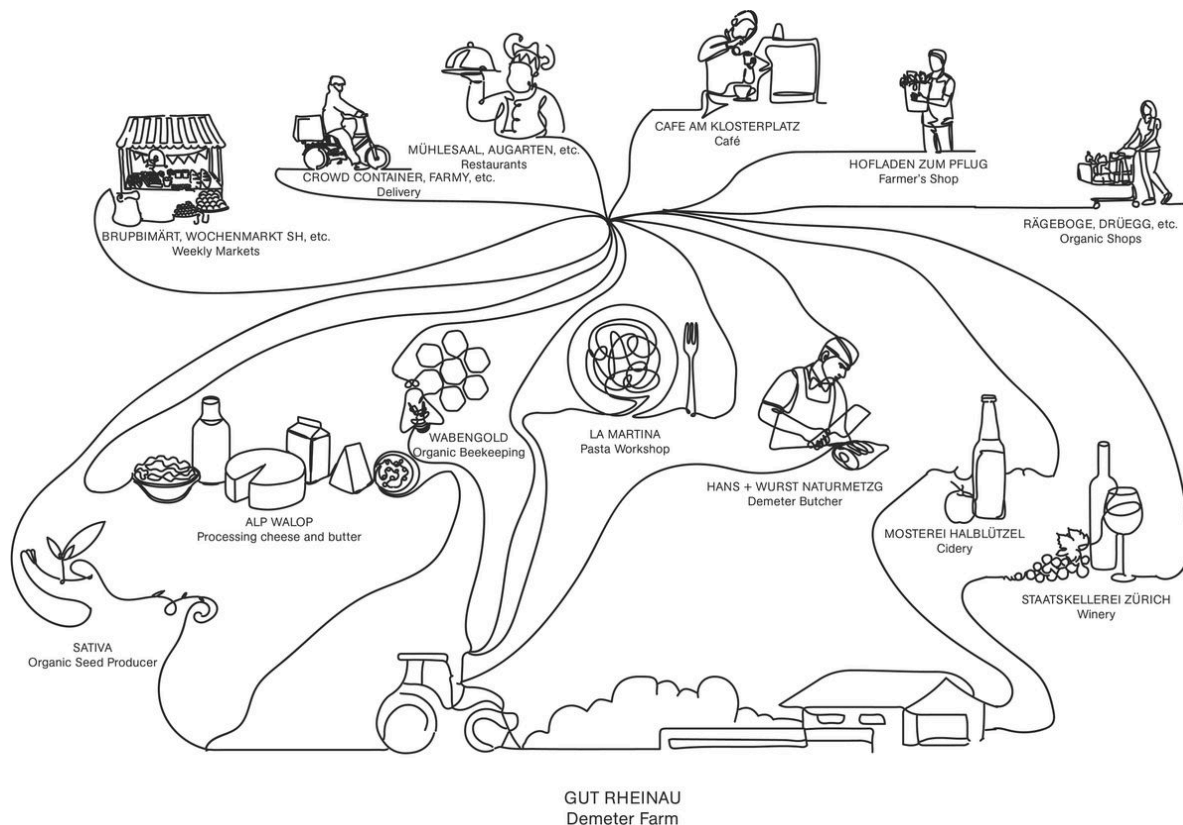 MÜHLESAAL, AUGARTEN, etc.
Restaurants
CAFE AM KLOSTERPLATZ
Café
HOFLADEN ZUM PFLUG
Farmer's Shop
CROWD CONTAINER, FARMY, etc.
Delivery
RÄGEBOGE, DRÜEGG, etc.
Organic Shops
BRUPBIMÄRT, WOCHENMARKT SH, etc.
Weekly Markets
WABENGOLD
Organic Beekeeping
LA MARTINA
Pasta Workshop
HANS + WURST NATURMETZG
Demeter Butcher
ALP WALOP
Processing cheese and butter
MOSTEREI HALBLÜTZEL
Cidery
STAATSKELLEREI ZÜRICH
Winery
SATIVA
Organic Seed Producer
GUT RHEINAU
Demeter Farm